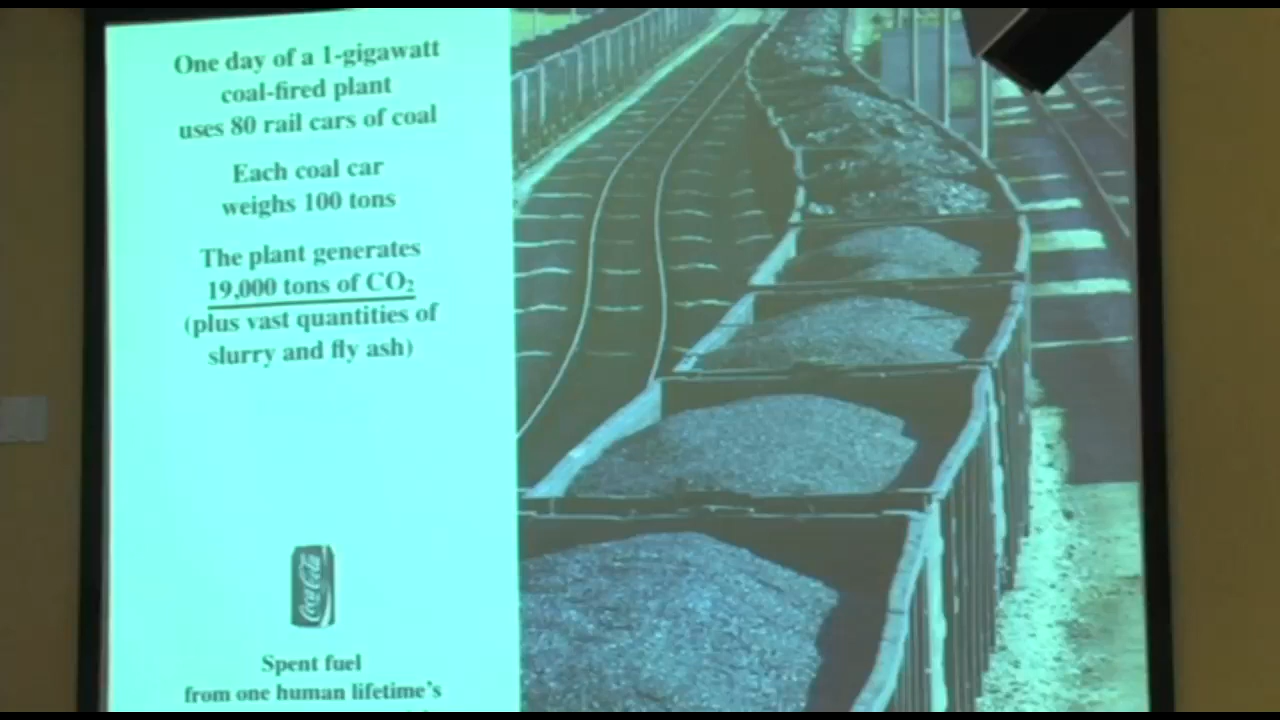 One day of a 1-gigawatt
coal-fired plant
uses 80 rail cars of coal
Each coal car
weighs 100 tons
The plant generates
19,000 tons of CO₂
(plus vast quantities of
slurry and fly ash)
Coca-Cola
Spent fuel
from one human lifetime's